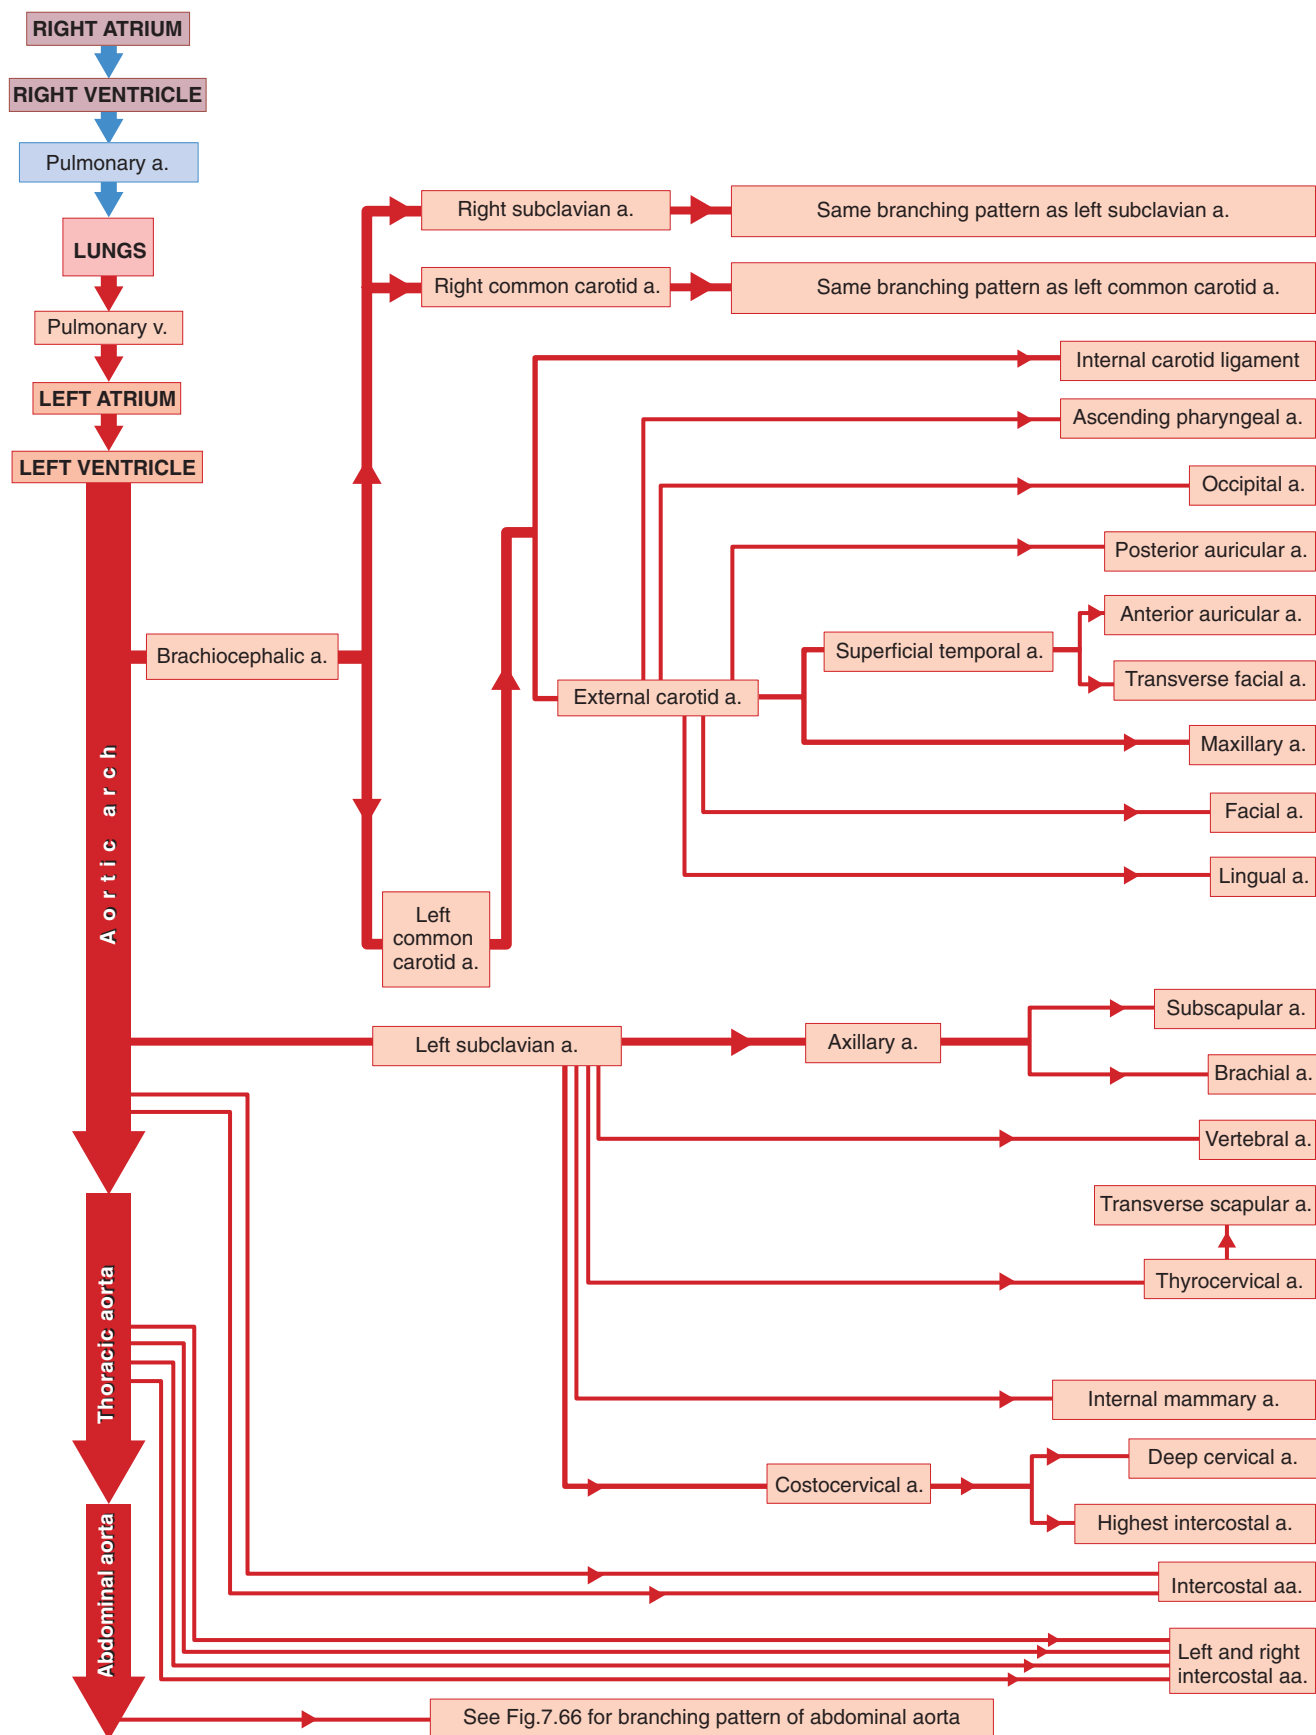 RIGHT ATRIUM
RIGHT VENTRICLE
Pulmonary a.
LUNGS
Pulmonary v.
LEFT ATRIUM
LEFT VENTRICLE
Aortic arch
Thoracic aorta
Abdominal aorta
Brachiocephalic a.
Right subclavian a.
Same branching pattern as left subclavian a.
Right common carotid a.
Same branching pattern as left common carotid a.
Left
common
carotid a.
Internal carotid ligament
External carotid a.
Ascending pharyngeal a.
Occipital a.
Posterior auricular a.
Superficial temporal a.
Anterior auricular a.
Transverse facial a.
Maxillary a.
Facial a.
Lingual a.
Left subclavian a.
Axillary a.
Subscapular a.
Brachial a.
Vertebral a.
Transverse scapular a.
Thyrocervical a.
Internal mammary a.
Costocervical a.
Deep cervical a.
Highest intercostal a.
Intercostal aa.
Left and right
intercostal aa.
See Fig.7.66 for branching pattern of abdominal aorta